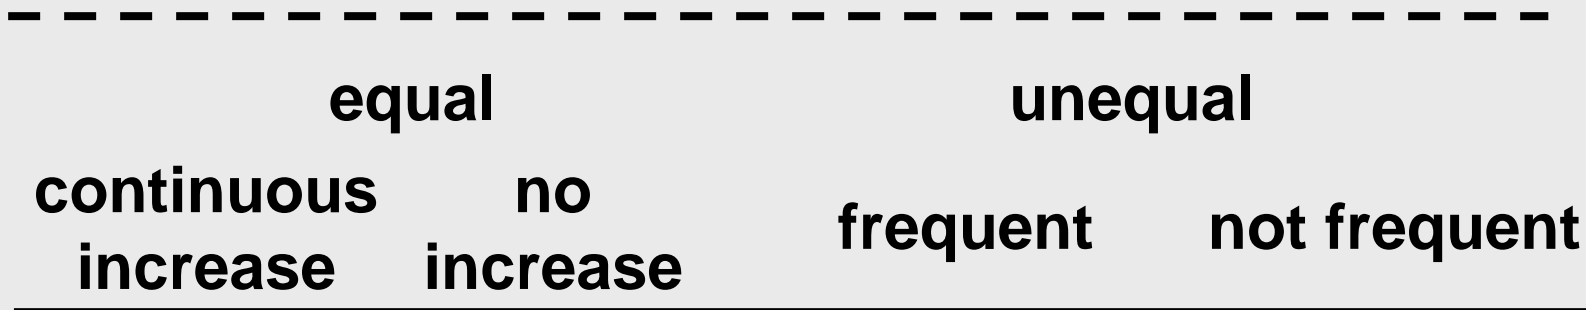 equal unequal
continuous no
frequent not frequent
increase increase